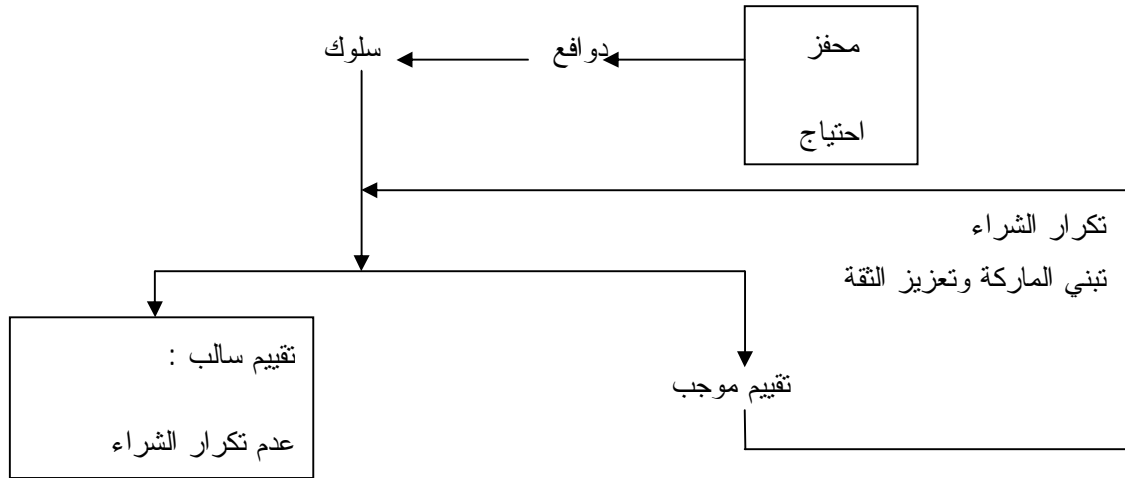 محفز
احتياج
دوافع
سلوك
تكرار الشراء
تبني الماركة وتعزيز الثقة
تقييم موجب
تقييم سالب :
عدم تكرار الشراء